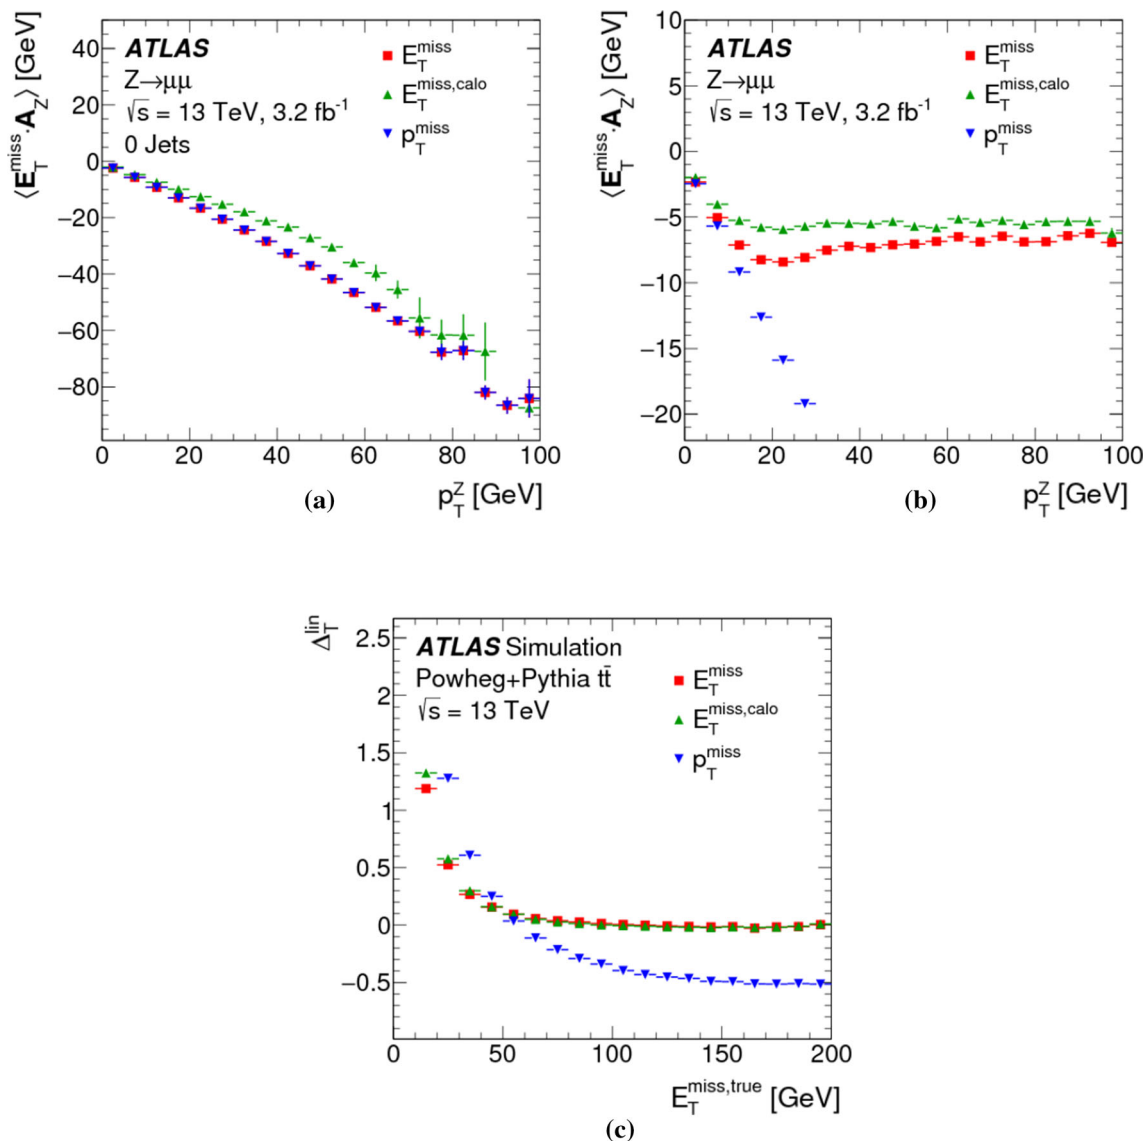 ⟨E_T^miss·A_Z⟩ [GeV]
40
20
0
−20
−40
−60
−80
ATLAS
Z→μμ
√s = 13 TeV, 3.2 fb⁻¹
0 Jets
E_T^miss
E_T^miss,calo
p_T^miss
0 20 40 60 80 100
p_T^Z [GeV]
(a)
⟨E_T^miss·A_Z⟩ [GeV]
10
5
0
−5
−10
−15
−20
ATLAS
Z→μμ
√s = 13 TeV, 3.2 fb⁻¹
E_T^miss
E_T^miss,calo
p_T^miss
0 20 40 60 80 100
p_T^Z [GeV]
(b)
Δ_T^lin
2.5
2
1.5
1
0.5
0
−0.5
ATLAS Simulation
Powheg+Pythia tt̄
√s = 13 TeV
E_T^miss
E_T^miss,calo
p_T^miss
0 50 100 150 200
E_T^miss,true [GeV]
(c)